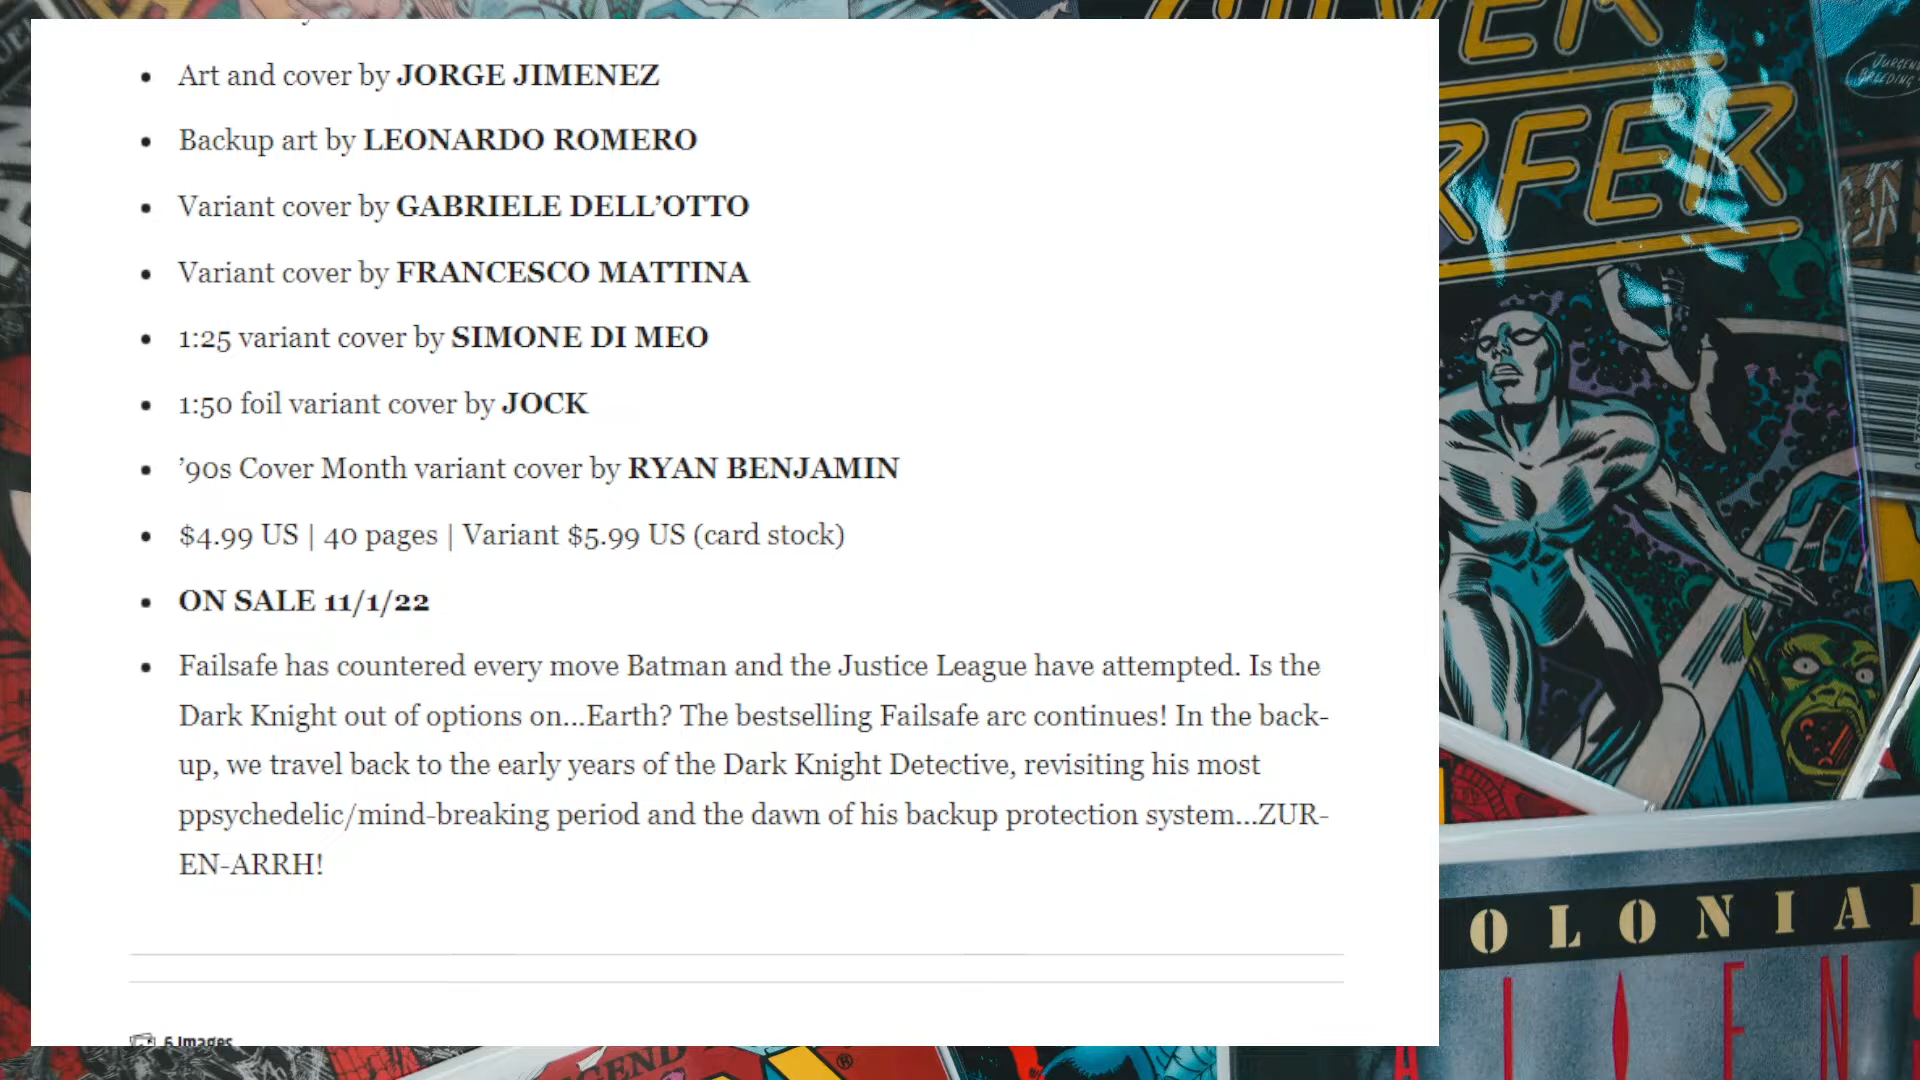 Art and cover by JORGE JIMENEZ
Backup art by LEONARDO ROMERO
Variant cover by GABRIELE DELL’OTTO
Variant cover by FRANCESCO MATTINA
1:25 variant cover by SIMONE DI MEO
1:50 foil variant cover by JOCK
’90s Cover Month variant cover by RYAN BENJAMIN
$4.99 US | 40 pages | Variant $5.99 US (card stock)
ON SALE 11/1/22
Failsafe has countered every move Batman and the Justice League have attempted. Is the
Dark Knight out of options on...Earth? The bestselling Failsafe arc continues! In the back-
up, we travel back to the early years of the Dark Knight Detective, revisiting his most
ppsychedelic/mind-breaking period and the dawn of his backup protection system...ZUR-
EN-ARRH!
6 Images
RFER
OLONIA
ALIENS